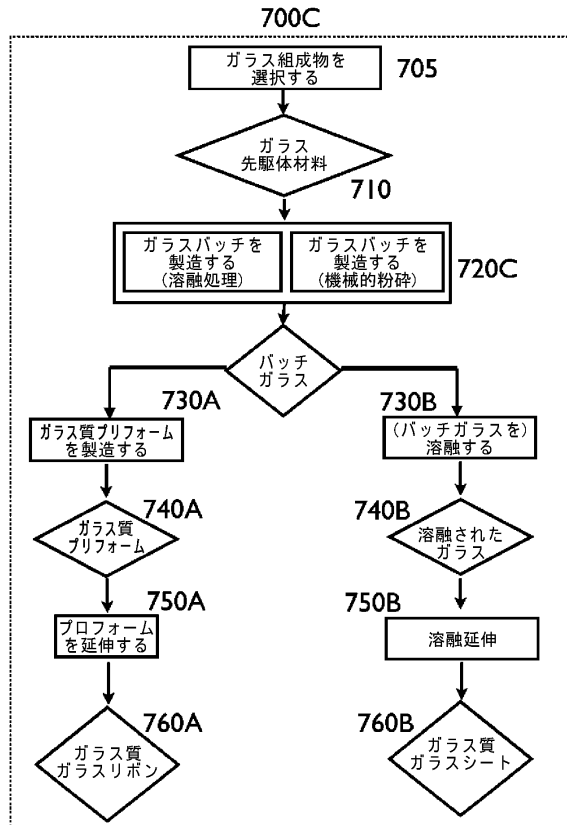 700C
ガラス組成物を
選択する
705
ガラス
先駆体材料
710
ガラスバッチを
製造する
(溶融処理)
ガラスバッチを
製造する
(機械的粉砕)
720C
バッチ
ガラス
730A
ガラス質プリフォーム
を製造する
740A
ガラス質
プリフォーム
750A
プロフォーム
を延伸する
760A
ガラス質
ガラスリボン
730B
(バッチガラスを)
溶融する
740B
溶融された
ガラス
750B
溶融延伸
760B
ガラス質
ガラスシート